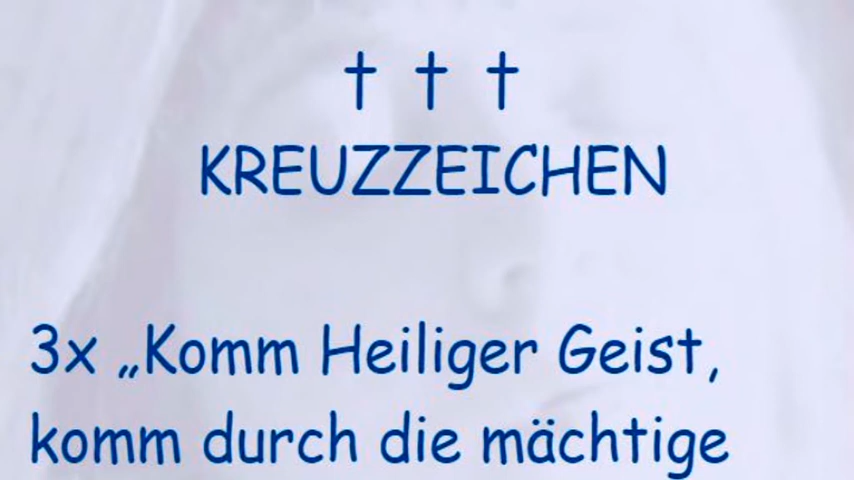 † † †
KREUZZEICHEN
3x „Komm Heiliger Geist,
komm durch die mächtige